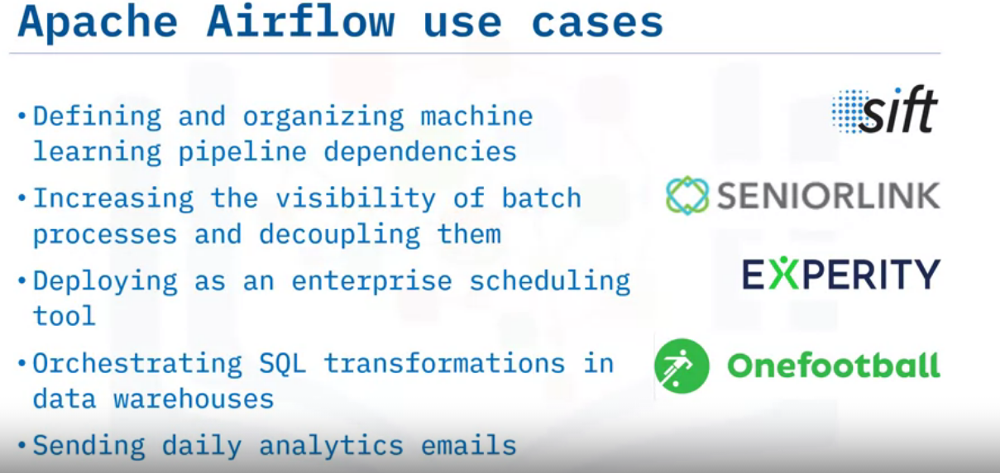 Apache Airflow use cases
•Defining and organizing machine
learning pipeline dependencies
•Increasing the visibility of batch
processes and decoupling them
•Deploying as an enterprise scheduling
tool
•Orchestrating SQL transformations in
data warehouses
•Sending daily analytics emails
sift
SENIORLINK
EXPERITY
Onefootball